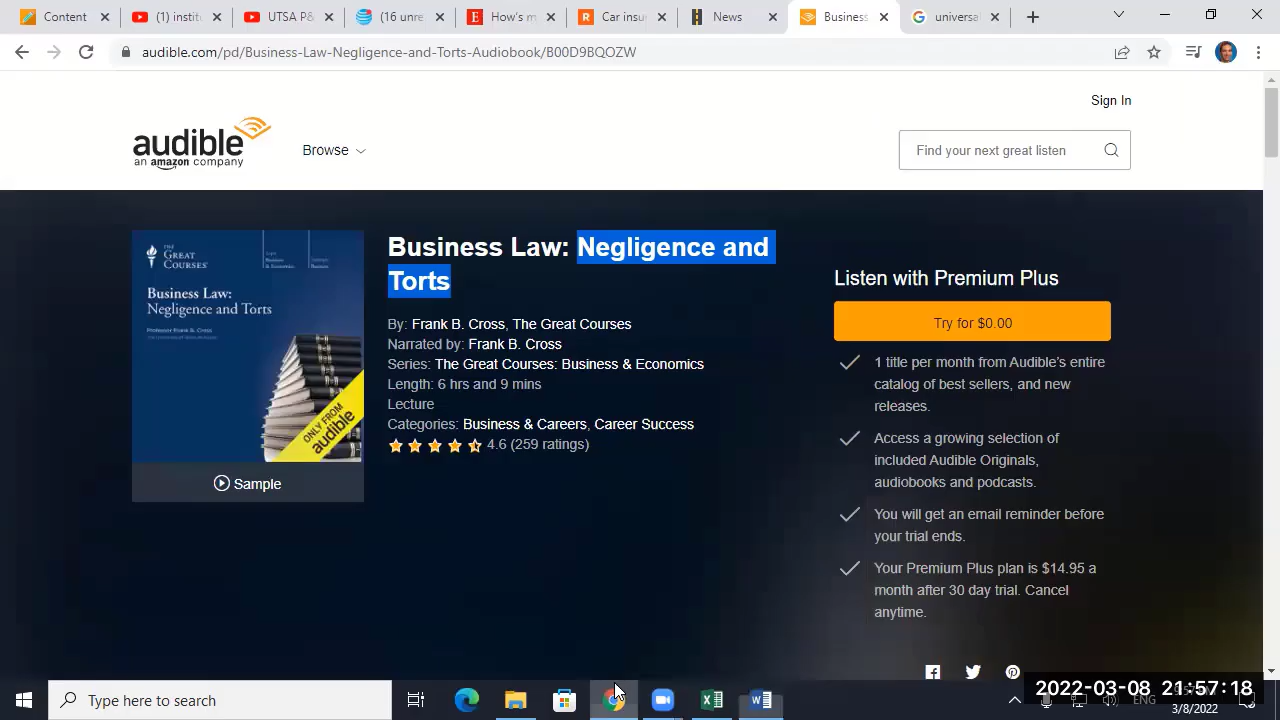 Content
(1) instit
UTSA P&
(16 unre
How's m
Car insu
News
Business
universal
audible.com/pd/Business-Law-Negligence-and-Torts-Audiobook/B00D9BQOZW
Sign In
audible
an amazon company
Browse
Find your next great listen
THE GREAT COURSES
Business Law:
Negligence and Torts
ONLY FROM audible
Sample
Business Law: Negligence and
Torts
By: Frank B. Cross, The Great Courses
Narrated by: Frank B. Cross
Series: The Great Courses: Business & Economics
Length: 6 hrs and 9 mins
Lecture
Categories: Business & Careers, Career Success
4.6 (259 ratings)
Listen with Premium Plus
Try for $0.00
1 title per month from Audible's entire
catalog of best sellers, and new
releases.
Access a growing selection of
included Audible Originals,
audiobooks and podcasts.
You will get an email reminder before
your trial ends.
Your Premium Plus plan is $14.95 a
month after 30 day trial. Cancel
anytime.
Type here to search
ENG
2022-03-08 21:57:18
3/8/2022